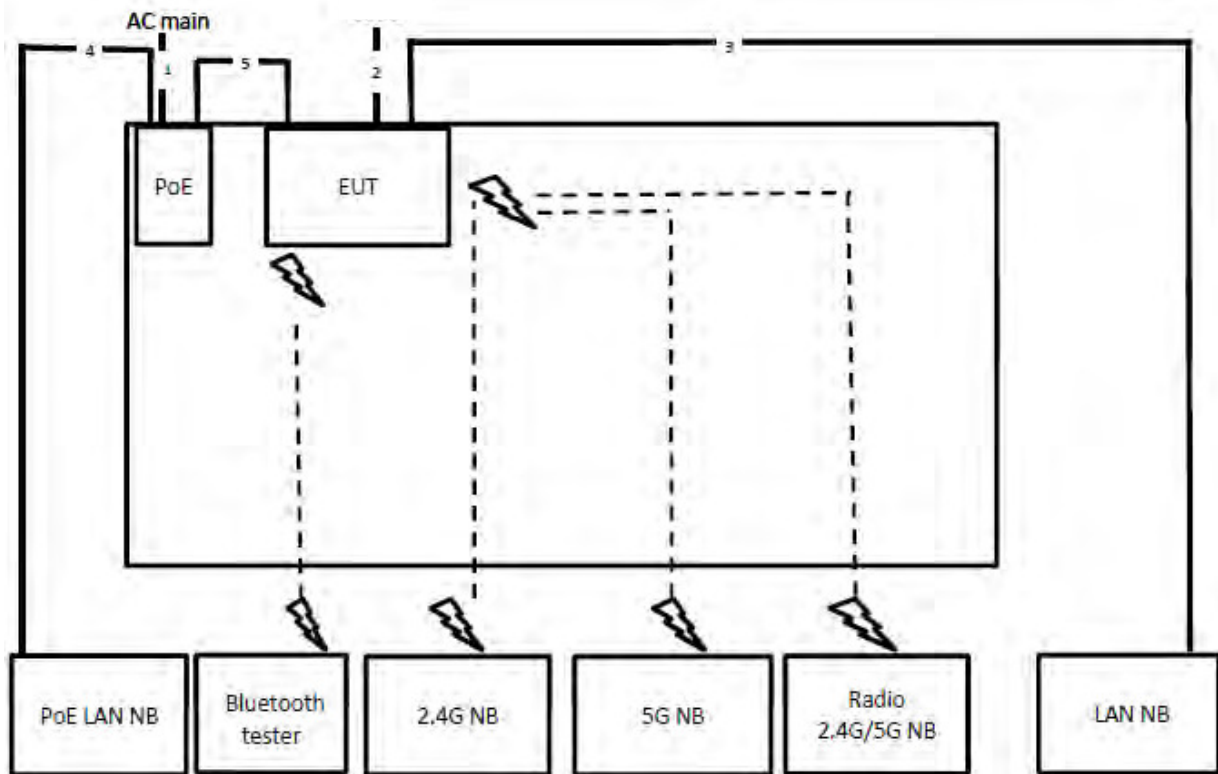 AC main
4
1
5
2
3
PoE
EUT
PoE LAN NB
Bluetooth
tester
2.4G NB
5G NB
Radio
2.4G/5G NB
LAN NB